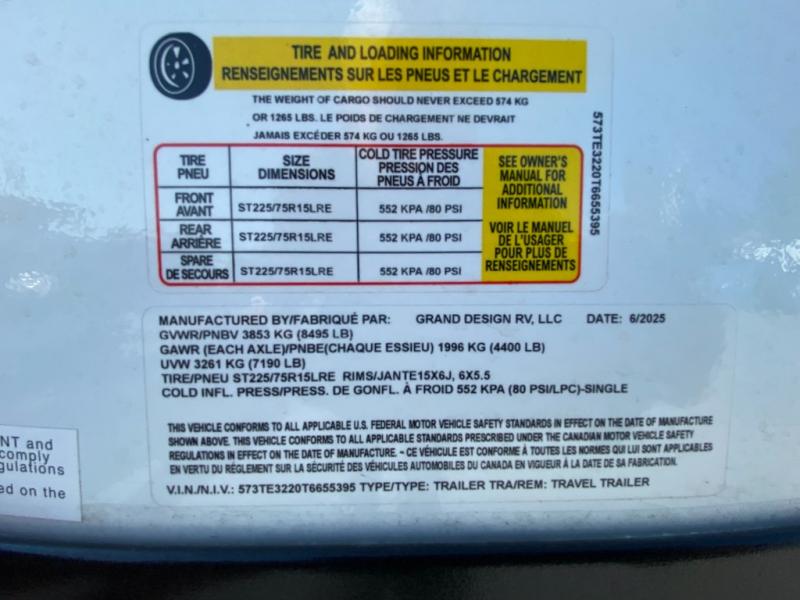 TIRE AND LOADING INFORMATION
RENSEIGNEMENTS SUR LES PNEUS ET LE CHARGEMENT
THE WEIGHT OF CARGO SHOULD NEVER EXCEED 574 KG
OR 1265 LBS. LE POIDS DE CHARGEMENT NE DEVRAIT
JAMAIS EXCÉDER 574 KG OU 1265 LBS.
TIRE
PNEU
SIZE
DIMENSIONS
COLD TIRE PRESSURE
PRESSION DES
PNEUS À FROID
FRONT
AVANT
ST225/75R15LRE
552 KPA /80 PSI
REAR
ARRIÈRE
ST225/75R15LRE
552 KPA /80 PSI
SPARE
DE SECOURS
ST225/75R15LRE
552 KPA /80 PSI
SEE OWNER'S
MANUAL FOR
ADDITIONAL
INFORMATION
VOIR LE MANUEL
DE L'USAGER
POUR PLUS DE
RENSEIGNEMENTS
573TE3220T6655395
MANUFACTURED BY/FABRIQUÉ PAR: GRAND DESIGN RV, LLC DATE: 6/2025
GVWR/PNBV 3853 KG (8495 LB)
GAWR (EACH AXLE)/PNBE(CHAQUE ESSIEU) 1996 KG (4400 LB)
UVW 3261 KG (7190 LB)
TIRE/PNEU ST225/75R15LRE RIMS/JANTE15X6J, 6X5.5
COLD INFL. PRESS/PRESS. DE GONFL. À FROID 552 KPA (80 PSI/LPC)-SINGLE
THIS VEHICLE CONFORMS TO ALL APPLICABLE U.S. FEDERAL MOTOR VEHICLE SAFETY STANDARDS IN EFFECT ON THE DATE OF MANUFACTURE
SHOWN ABOVE. THIS VEHICLE CONFORMS TO ALL APPLICABLE STANDARDS PRESCRIBED UNDER THE CANADIAN MOTOR VEHICLE SAFETY
REGULATIONS IN EFFECT ON THE DATE OF MANUFACTURE. - CE VÉHICULE EST CONFORME À TOUTES LES NORMES QUI LUI SONT APPLICABLES
EN VERTU DU RÉGLEMENT SUR LA SÉCURITÉ DES VÉHICULES AUTOMOBILES DU CANADA EN VIGUEUR À LA DATE DE SA FABRICATION.
V.I.N./N.I.V.: 573TE3220T6655395 TYPE/TYPE: TRAILER TRA/REM: TRAVEL TRAILER
NT and
comply
gulations
ed on the